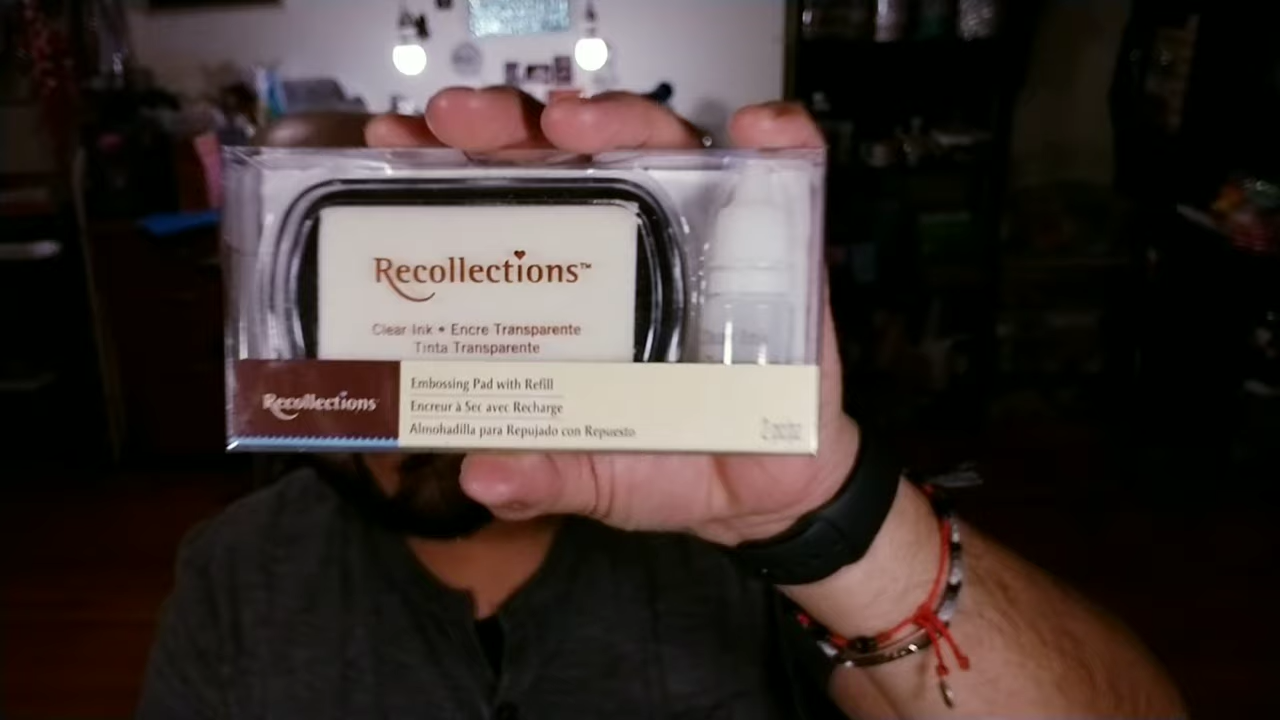 Recollections™
Clear Ink • Encre Transparente
Tinta Transparente
Recollections
Embossing Pad with Refill
Encreur à Sec avec Recharge
Almohadilla para Repujado con Repuesto